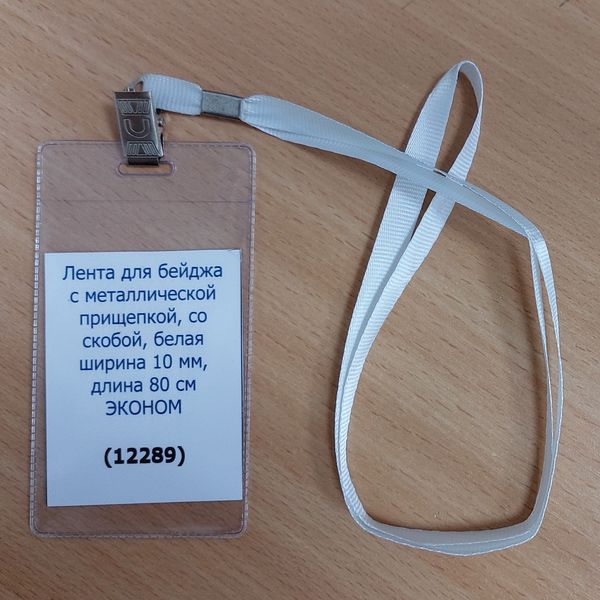 Лента для бейджа
с металлической
прищепкой, со
скобой, белая
ширина 10 мм,
длина 80 см
ЭКОНОМ
(12289)